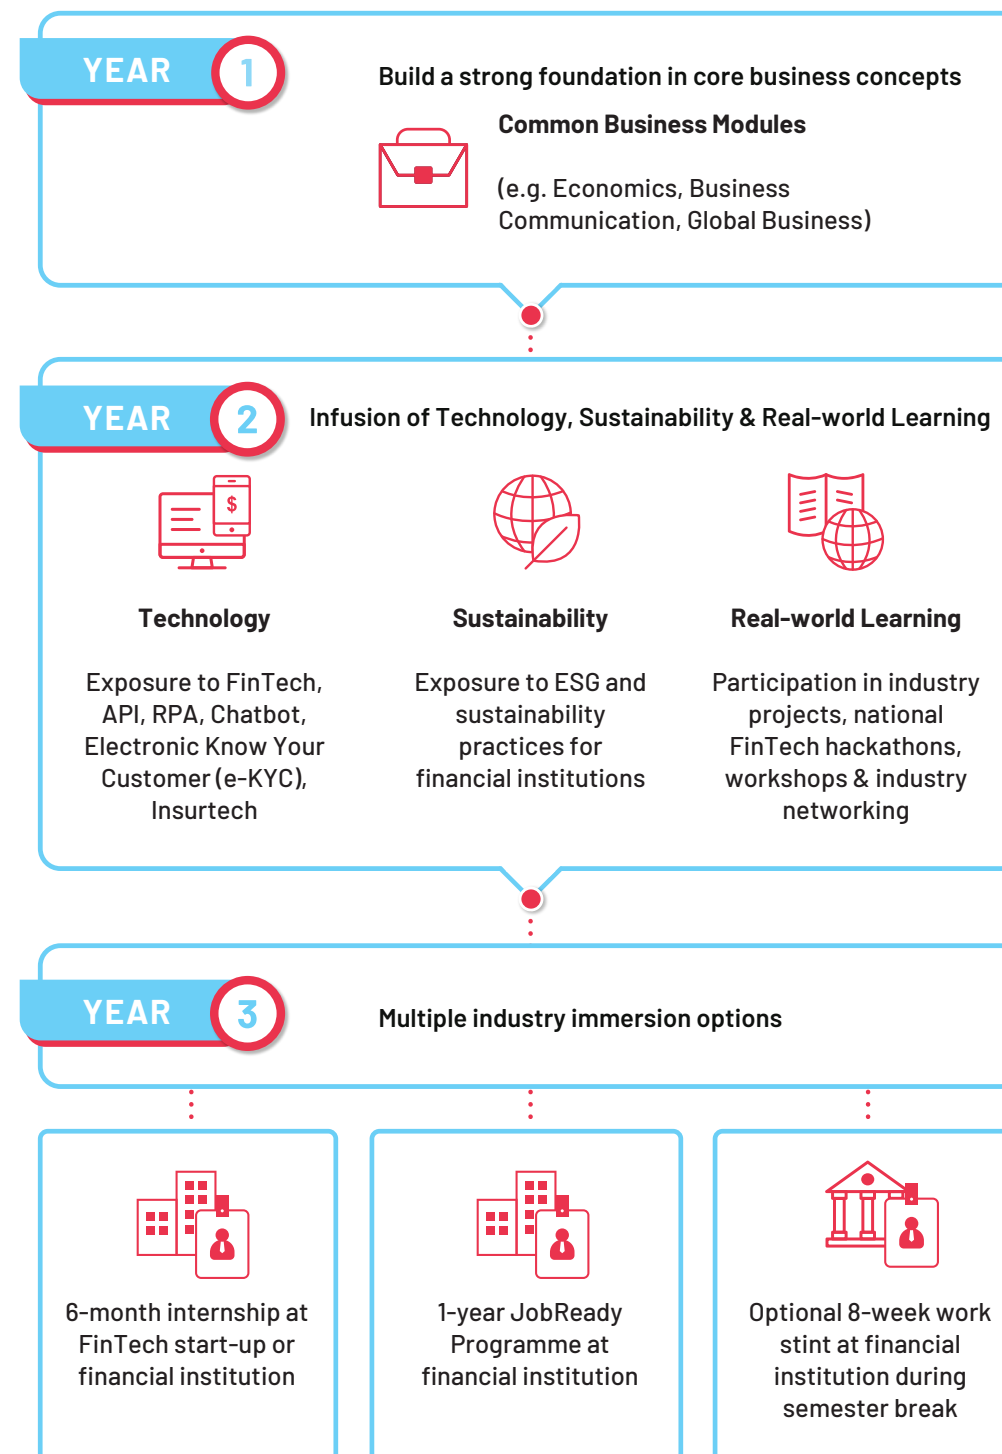 YEAR 1
Build a strong foundation in core business concepts
Common Business Modules
(e.g. Economics, Business
Communication, Global Business)
YEAR 2
Infusion of Technology, Sustainability & Real-world Learning
$
Technology
Exposure to FinTech,
API, RPA, Chatbot,
Electronic Know Your
Customer (e-KYC),
Insurtech
Sustainability
Exposure to ESG and
sustainability
practices for
financial institutions
Real-world Learning
Participation in industry
projects, national
FinTech hackathons,
workshops & industry
networking
YEAR 3
Multiple industry immersion options
6-month internship at
FinTech start-up or
financial institution
1-year JobReady
Programme at
financial institution
Optional 8-week work
stint at financial
institution during
semester break